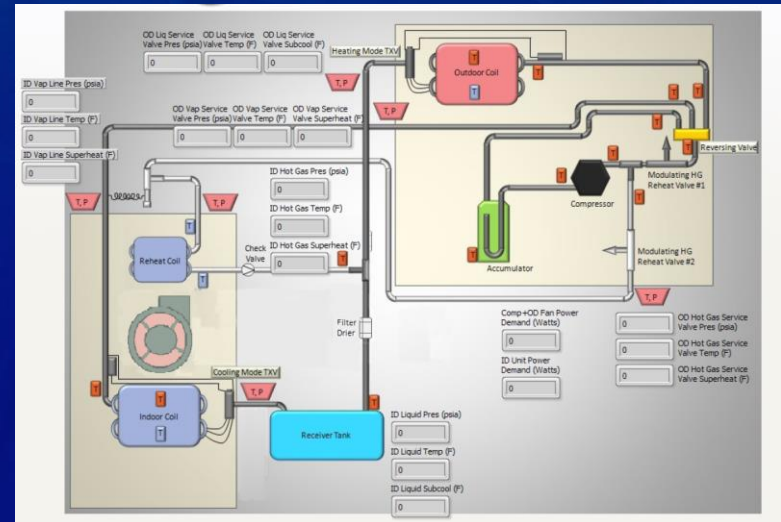 OD Liq Service
Valve Pres (psia)
0
OD Liq Service
Valve Temp (F)
0
OD Liq Service
Valve Subcool (F)
0
Heating Mode TXV
T
T
Outdoor Coil
T
T
T
T
T, P
T, P
ID Vap Line Pres (psia)
0
ID Vap Line Temp (F)
0
ID Vap Line Superheat (F)
0
OD Vap Service
Valve Pres (psia)
0
OD Vap Service
Valve Temp (F)
0
OD Vap Service
Valve Superheat (F)
0
T
T
T
Reversing Valve
Modulating HG
Reheat Valve #1
T
T
Compressor
T
Accumulator
Modulating HG
Reheat Valve #2
T, P
T, P
T, P
ID Hot Gas Pres (psia)
0
ID Hot Gas Temp (F)
0
ID Hot Gas Superheat (F)
0
T
T
Reheat Coil
T
Check
Valve
Filter
Drier
Comp+OD Fan Power
Demand (Watts)
0
ID Unit Power
Demand (Watts)
0
0
OD Hot Gas Service
Valve Pres (psia)
0
OD Hot Gas Service
Valve Temp (F)
0
OD Hot Gas Service
Valve Superheat (F)
Cooling Mode TXV
T, P
T
T
Indoor Coil
T
T
Receiver Tank
ID Liquid Pres (psia)
0
ID Liquid Temp (F)
0
ID Liquid Subcool (F)
0